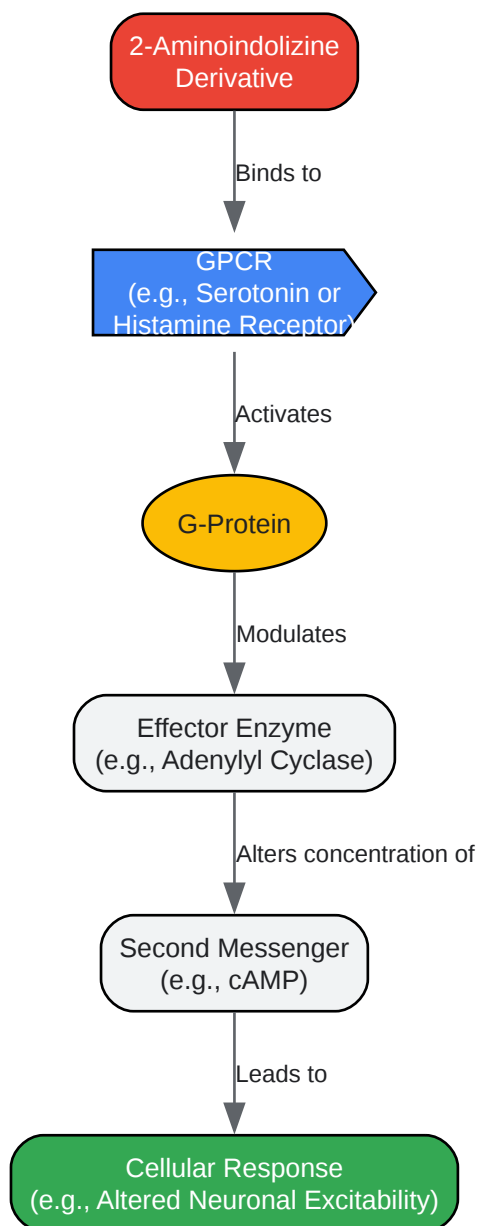 2-Aminoindolizine
Derivative
Binds to
GPCR
(e.g., Serotonin or
Histamine Receptor)
Activates
G-Protein
Modulates
Effector Enzyme
(e.g., Adenylyl Cyclase)
Alters concentration of
Second Messenger
(e.g., cAMP)
Leads to
Cellular Response
(e.g., Altered Neuronal Excitability)